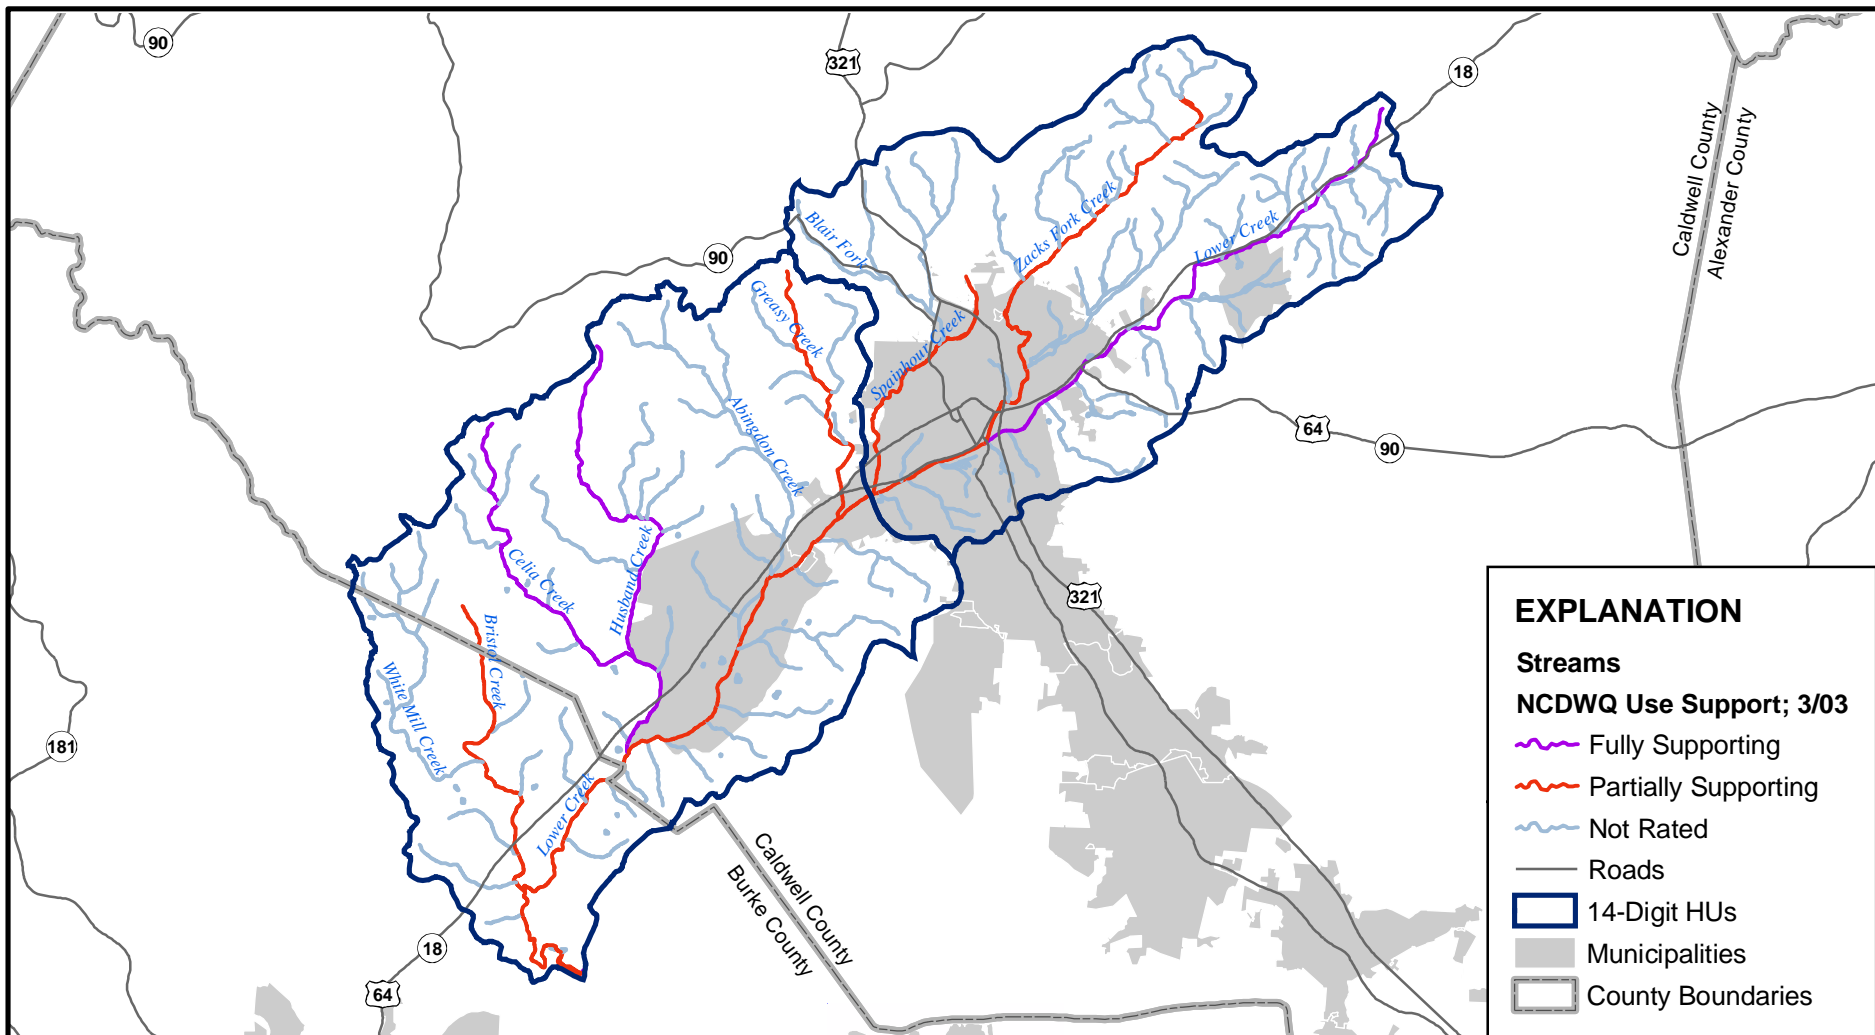 90
321
18
Caldwell County
Alexander County
Blair Fork
Zacks Fork Creek
Lower Creek
90
Greasy Creek
Spainhour Creek
Abingdon Creek
64
90
Celia Creek
Husband Creek
321
Bristol Creek
White Mill Creek
181
Lower Creek
Caldwell County
Burke County
18
64
EXPLANATION
Streams
NCDWQ Use Support; 3/03
Fully Supporting
Partially Supporting
Not Rated
Roads
14-Digit HUs
Municipalities
County Boundaries